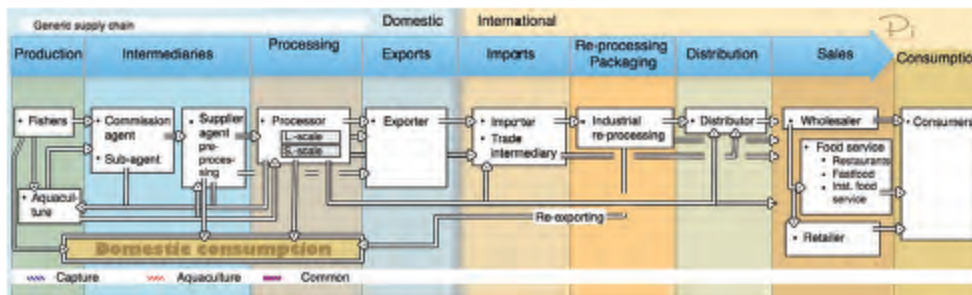 Domestic
International
Generic supply chain
Pi
Production
Intermediaries
Processing
Exports
Imports
Re-processing
Packaging
Distribution
Sales
Consumptio
• Fishers
• Commission
agent
• Sub-agent
• Supplier
agent
pre-
proces-
sing
• Processor
L.-scale
S.-scale
• Exporter
• Importer
• Trade
intermediary
• Industrial
re-processing
• Distributor
• Wholesaler
• Consumers
• Food service
• Restaurants
• Fastfood
• Inst. food
service
• Aquacul-
ture
Re-exporting
• Retailer
Domestic consumption
Capture
Aquaculture
Common